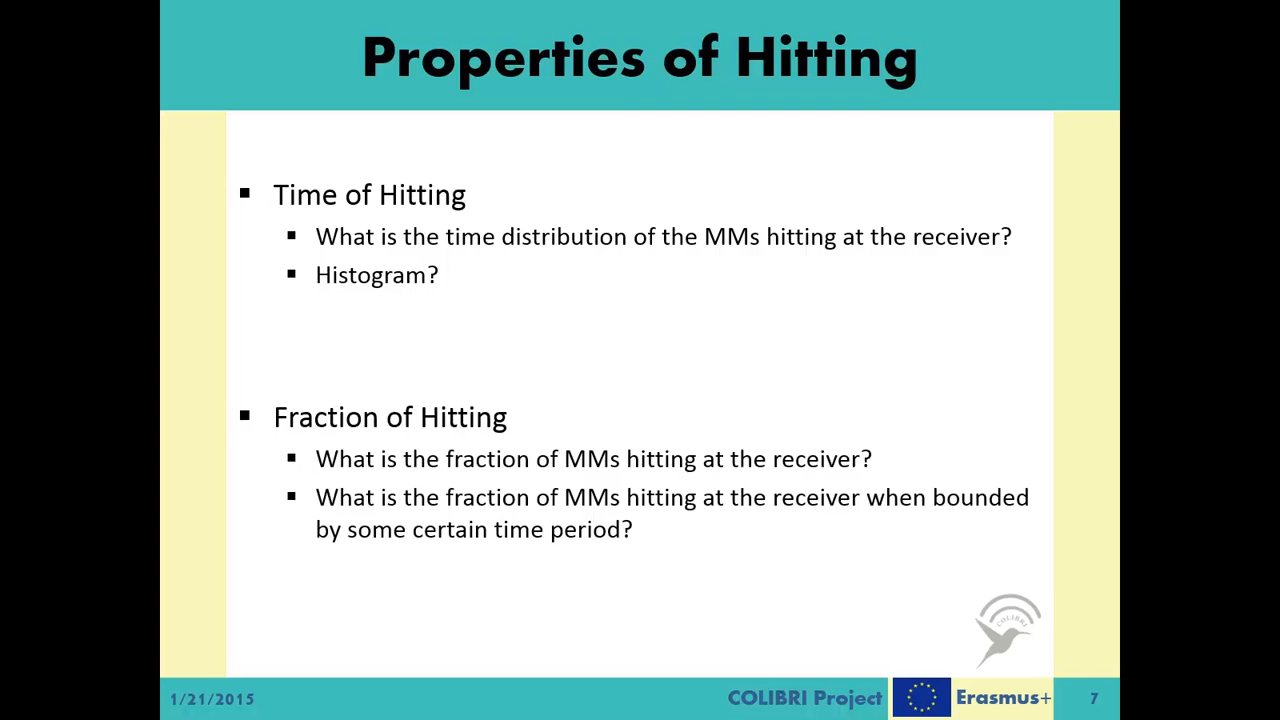 Properties of Hitting
▪ Time of Hitting
▪ What is the time distribution of the MMs hitting at the receiver?
▪ Histogram?
▪ Fraction of Hitting
▪ What is the fraction of MMs hitting at the receiver?
▪ What is the fraction of MMs hitting at the receiver when bounded
by some certain time period?
COLIBRI
1/21/2015
COLIBRI Project
Erasmus+
7